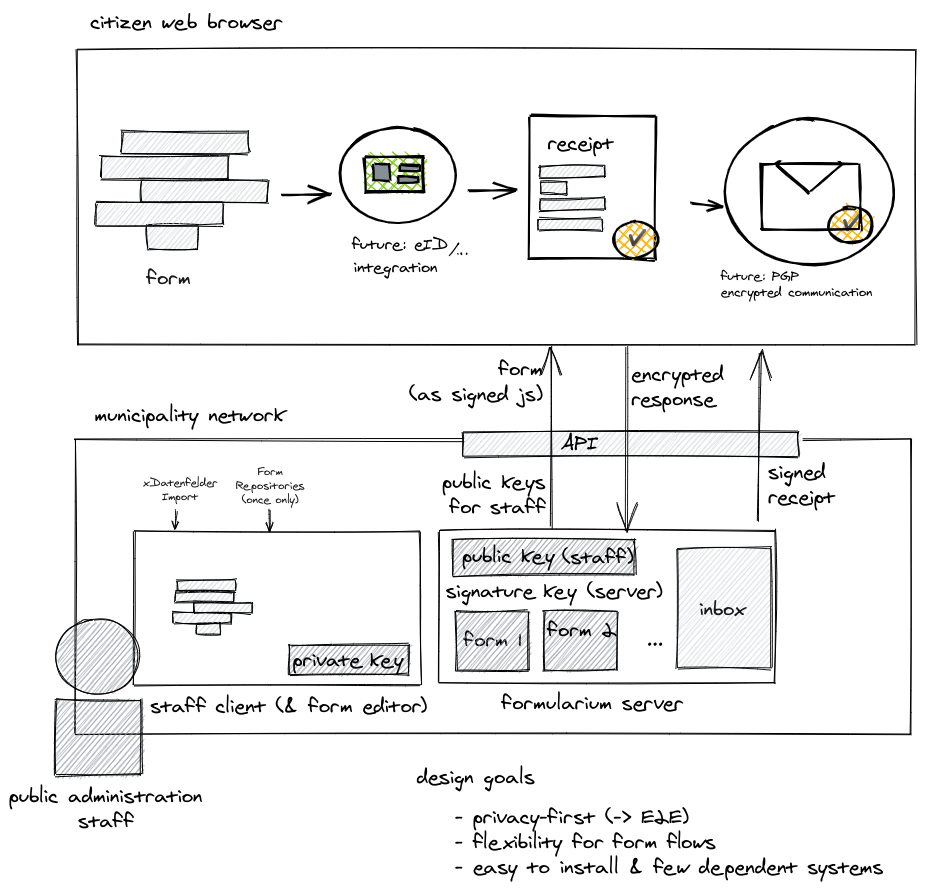 citizen web browser
form
future: eID/...
integration
receipt
future: PGP
encrypted communication
form
(as signed js)
encrypted
response
municipality network
API
xDatenfelder
Import
Form
Repositories
(once only)
public keys
for staff
signed
receipt
private key
staff client (& form editor)
public key (staff)
signature key (server)
form 1
form 2
...
inbox
formularium server
public administration
staff
design goals
- privacy-first (-> E2E)
- flexibility for form flows
- easy to install & few dependent systems